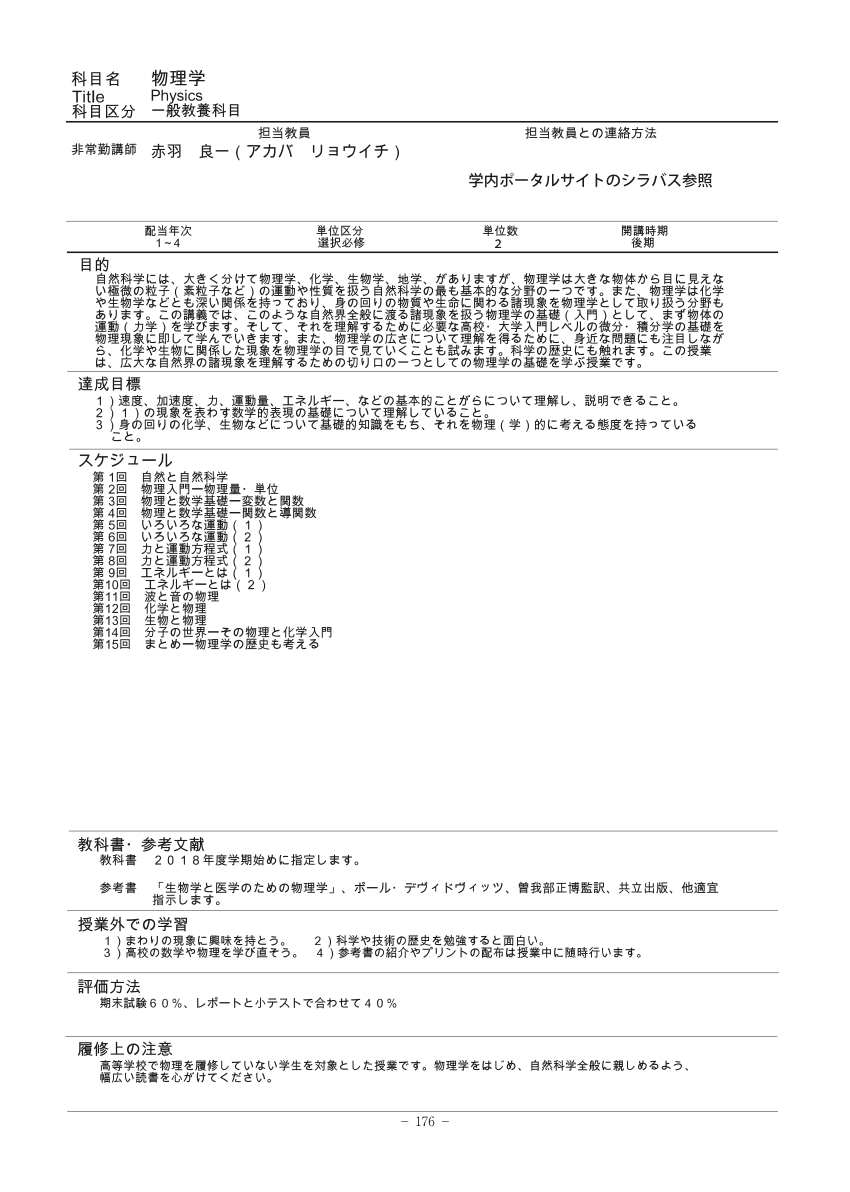 科目名　物理学
Title　Physics
科目区分　一般教養科目
担当教員　担当教員との連絡方法
非常勤講師　赤羽　良一（アカバ　リョウイチ）
学内ポータルサイトのシラバス参照
配当年次　単位区分　単位数　開講時期
1~4　選択必修　2　後期
目的
自然科学には、大きく分けて物理学、化学、生物学、地学、がありますが、物理学は大きな物体から目に見えな
い極微の粒子（素粒子など）の運動や性質を扱う自然科学の最も基本的な分野の一つです。また、物理学は化学
や生物学などとも深い関係を持っており、身の回りの物質や生命に関わる諸現象を物理学として取り扱う分野も
あります。この講義では、このような自然界全般に渡る諸現象を扱う物理学の基礎（入門）として、まず物体の
運動（力学）を学びます。そして、それを理解するために必要な高校・大学入門レベルの微分・積分学の基礎を
物理現象に即して学んでいきます。また、物理学の広さについて理解を得るために、身近な問題にも注目しなが
ら、化学や生物に関係した現象を物理学の目で見ていくことも試みます。科学の歴史にも触れます。この授業
は、広大な自然界の諸現象を理解するための切り口の一つとしての物理学の基礎を学ぶ授業です。
達成目標
１）速度、加速度、力、運動量、エネルギー、などの基本的ことがらについて理解し、説明できること。
２）１）の現象を表わす数学的表現の基礎について理解していること。
３）身の回りの化学、生物などについて基礎的知識をもち、それを物理（学）的に考える態度を持っている
こと。
スケジュール
第 1回　自然と自然科学
第 2回　物理入門ー物理量・単位
第 3回　物理と数学基礎ー変数と関数
第 4回　物理と数学基礎ー関数と導関数
第 5回　いろいろな運動（１）
第 6回　いろいろな運動（２）
第 7回　力と運動方程式（１）
第 8回　力と運動方程式（２）
第 9回　エネルギーとは（１）
第10回　エネルギーとは（２）
第11回　波と音の物理
第12回　化学と物理
第13回　生物と物理
第14回　分子の世界ーその物理と化学入門
第15回　まとめー物理学の歴史も考える
教科書・参考文献
教科書　２０１８年度学期始めに指定します。
参考書　「生物学と医学のための物理学」、ポール・デヴィドヴィッツ、曽我部正博監訳、共立出版、他適宜
指示します。
授業外での学習
１）まわりの現象に興味を持とう。　２）科学や技術の歴史を勉強すると面白い。
３）高校の数学や物理を学び直そう。　４）参考書の紹介やプリントの配布は授業中に随時行います。
評価方法
期末試験６０％、レポートと小テストで合わせて４０％
履修上の注意
高等学校で物理を履修していない学生を対象とした授業です。物理学をはじめ、自然科学全般に親しめるよう、
幅広い読書を心がけてください。
− 176 −